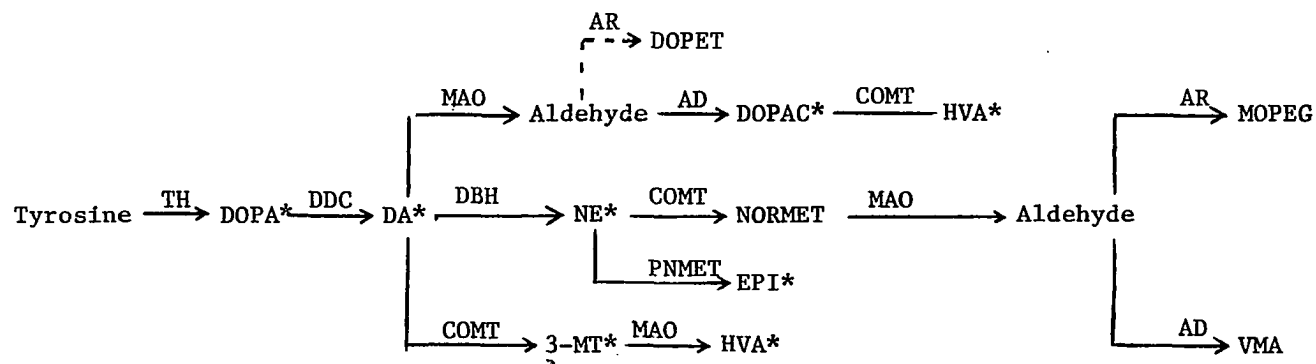 AR
DOPET
MAO
Aldehyde AD DOPAC* COMT HVA*
AR
MOPEG
Tyrosine TH DOPA* DDC DA* DBH NE* COMT NORMET MAO Aldehyde
PNMET
EPI*
COMT
3-MT* MAO HVA*
AD
VMA